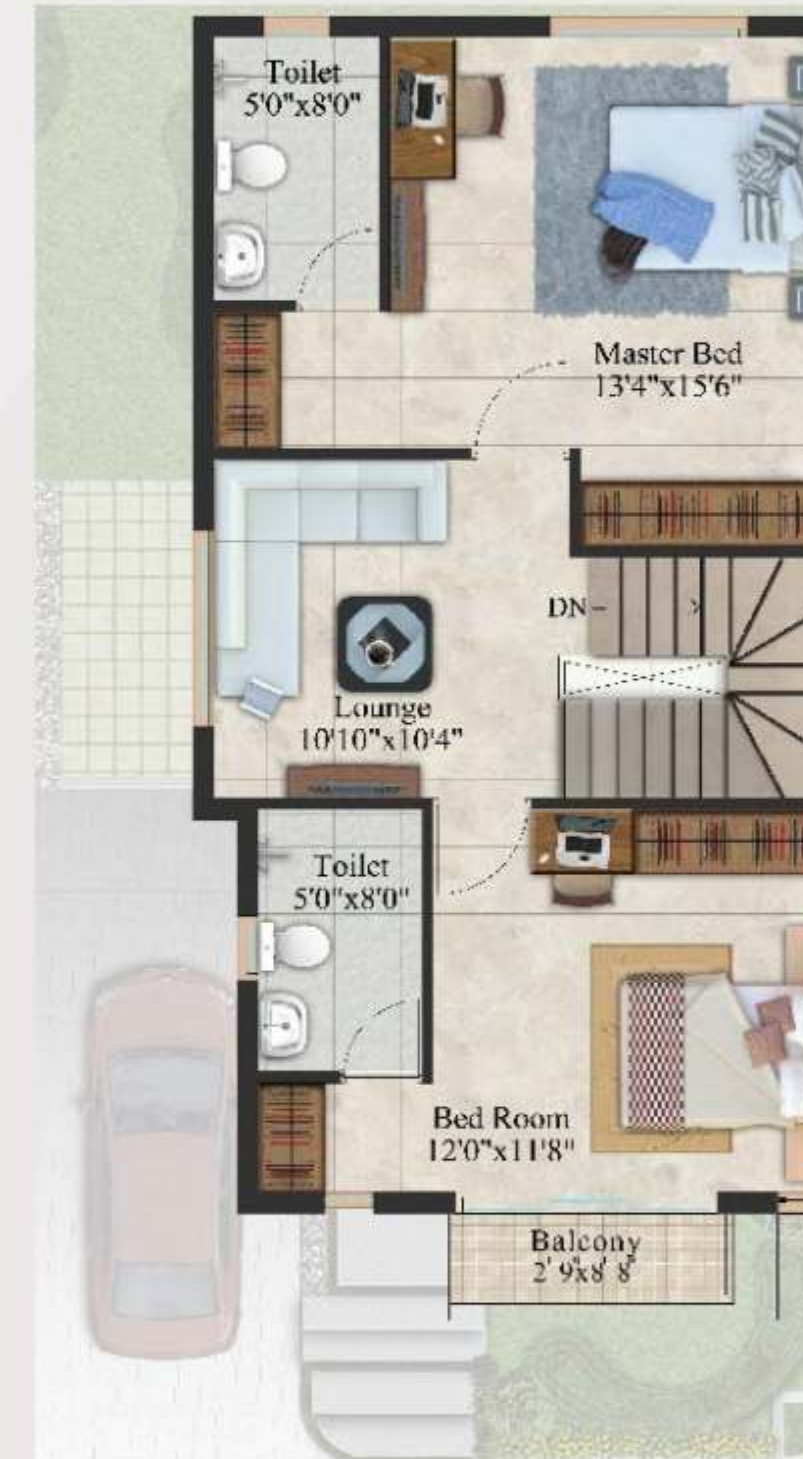 Toilet
5'0"x8'0"
Master Bed
13'4"x15'6"
DN
Lounge
10'10"x10'4"
Toilet
5'0"x8'0"
Bed Room
12'0"x11'8"
Balcony
2' 9"x8' 8"